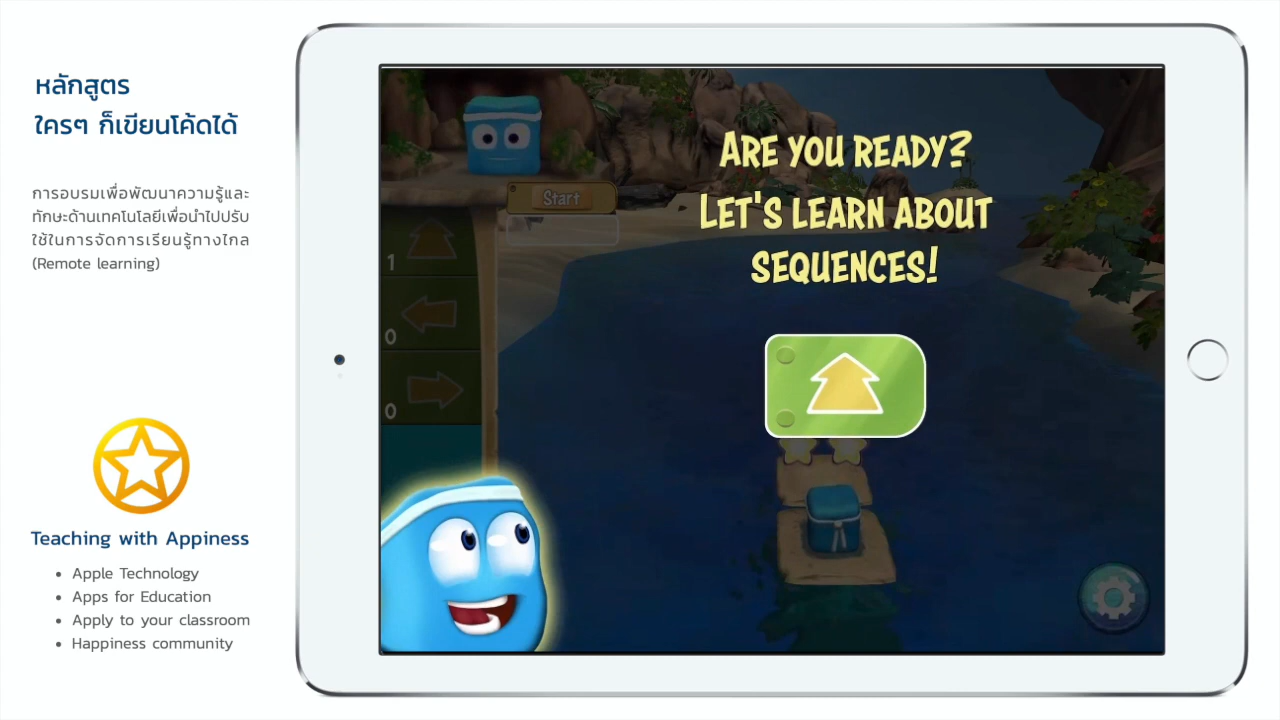 หลักสูตร
ใครๆ ก็เขียนโค้ดได้
การอบรมเพื่อพัฒนาความรู้และ
ทักษะด้านเทคโนโลยีเพื่อนำไปปรับ
ใช้ในการจัดการเรียนรู้ทางไกล
(Remote learning)
Teaching with Appiness
• Apple Technology
• Apps for Education
• Apply to your classroom
• Happiness community
ARE YOU READY?
LET'S LEARN ABOUT
SEQUENCES!
Start
1
0
0